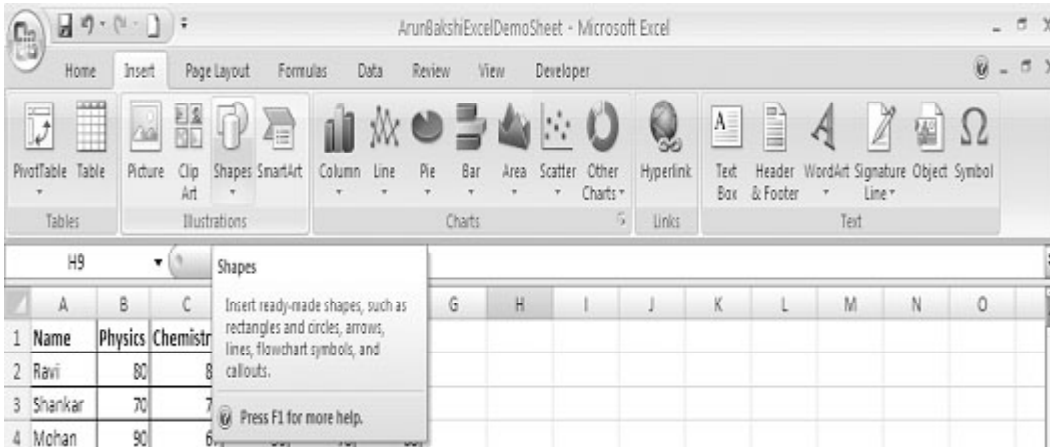 ArunBakshiExcelDemoSheet - Microsoft Excel
Home Insert Page Layout Formulas Data Review View Developer
PivotTable Table Picture Clip Art Shapes SmartArt Column Line Pie Bar Area Scatter Other Charts Hyperlink Text Box Header & Footer WordArt Signature Line Object Symbol
Tables Illustrations Charts Links Text
H9
Shapes
Insert ready-made shapes, such as
rectangles and circles, arrows,
lines, flowchart symbols, and
callouts.
Press F1 for more help.
A B C G H I J K L M N O
1 Name Physics Chemistr
2 Ravi 80 8
3 Shankar 70 7
4 Mohan 90 6